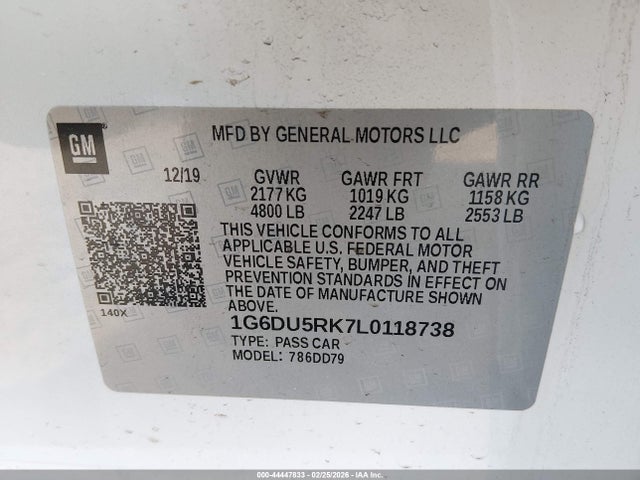 GM
MFD BY GENERAL MOTORS LLC
12/19 GVWR GAWR FRT GAWR RR
2177 KG 1019 KG 1158 KG
4800 LB 2247 LB 2553 LB
THIS VEHICLE CONFORMS TO ALL
APPLICABLE U.S. FEDERAL MOTOR
VEHICLE SAFETY, BUMPER, AND THEFT
PREVENTION STANDARDS IN EFFECT ON
THE DATE OF MANUFACTURE SHOWN
ABOVE.
140X
1G6DU5RK7L0118738
TYPE: PASS CAR
MODEL: 786DD79
000-44447833 - 02/25/2026 - IAA Inc.